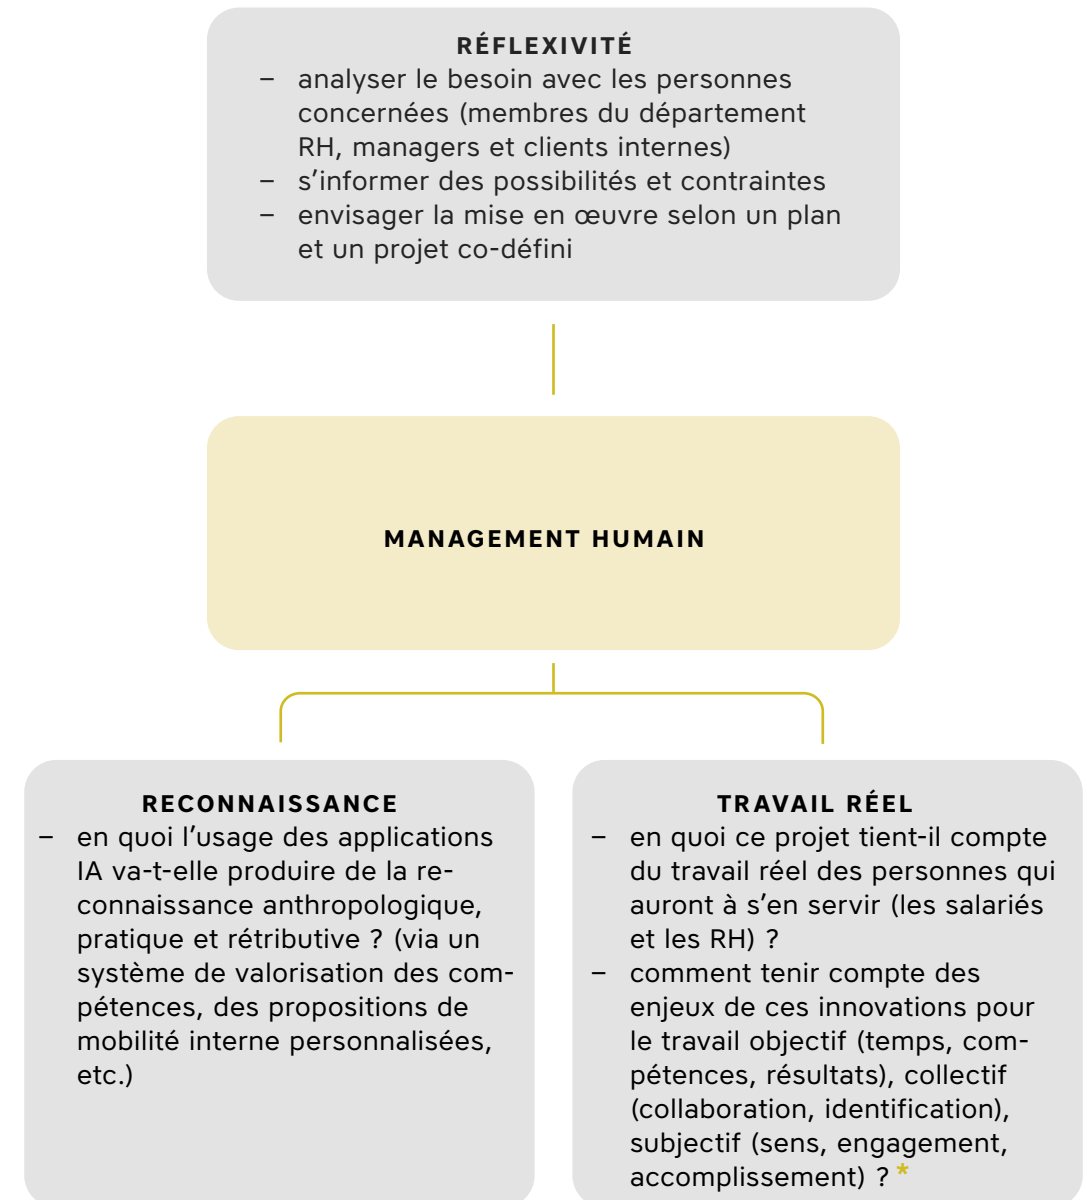 RÉFLEXIVITÉ
– analyser le besoin avec les personnes
concernées (membres du département
RH, managers et clients internes)
– s’informer des possibilités et contraintes
– envisager la mise en œuvre selon un plan
et un projet co-défini
MANAGEMENT HUMAIN
RECONNAISSANCE
– en quoi l’usage des applications
IA va-t-elle produire de la re-
connaissance anthropologique,
pratique et rétributive ? (via un
système de valorisation des com-
pétences, des propositions de
mobilité interne personnalisées,
etc.)
TRAVAIL RÉEL
– en quoi ce projet tient-il compte
du travail réel des personnes qui
auront à s’en servir (les salariés
et les RH) ?
– comment tenir compte des
enjeux de ces innovations pour
le travail objectif (temps, com-
pétences, résultats), collectif
(collaboration, identification),
subjectif (sens, engagement,
accomplissement) ? *